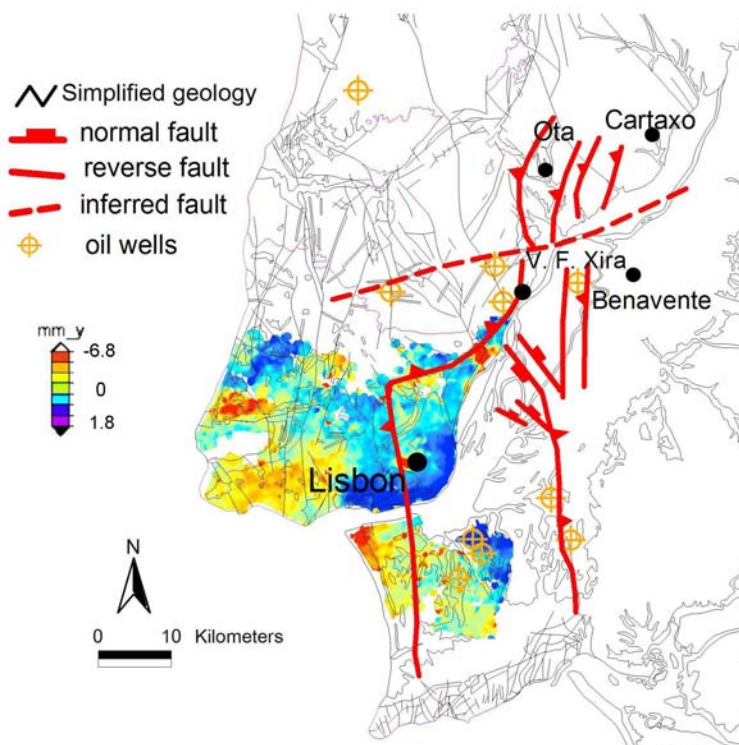 Simplified geology
normal fault
reverse fault
inferred fault
oil wells
mm_y
-6.8
0
1.8
Ota
Cartaxo
V. F. Xira
Benavente
Lisbon
N
0 10 Kilometers